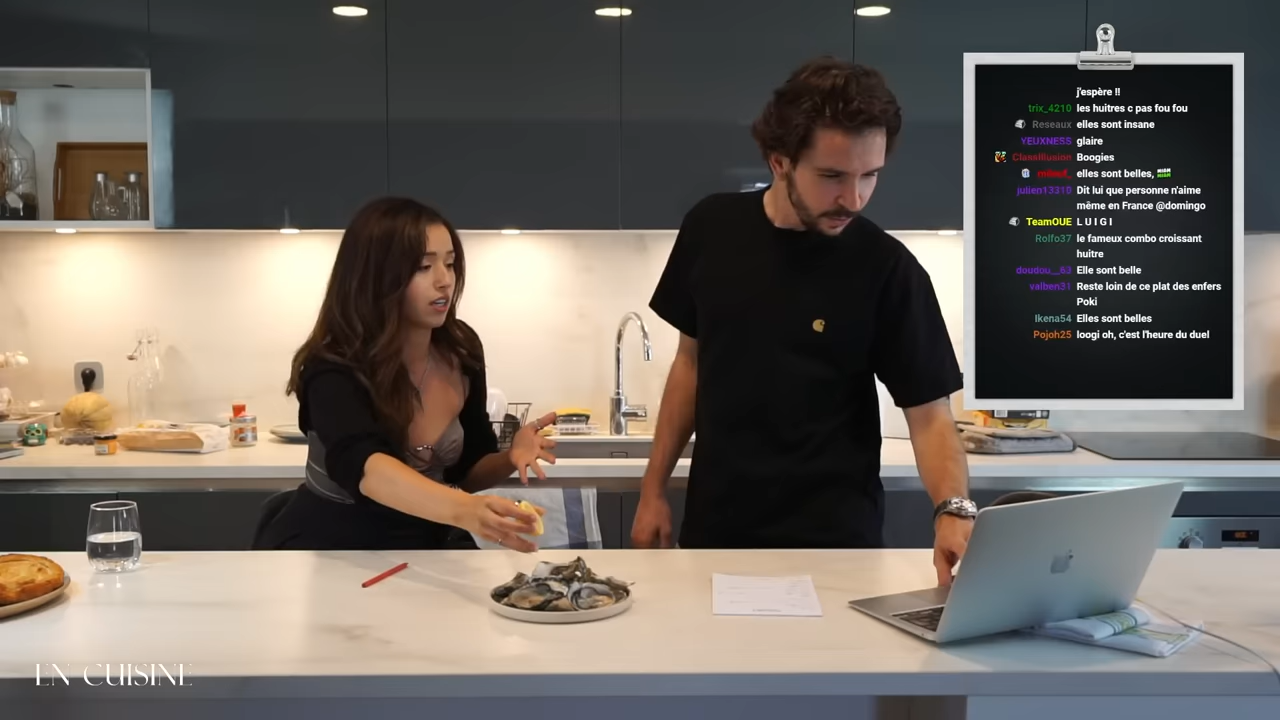 j'espère !!
trix_4210 les huitres c pas fou fou
Reseaux elles sont insane
YEUXNESS glaire
ClassIllusion Boogies
elles sont belles,
julien13310 Dit lui que personne n'aime
même en France @domingo
TeamOUE L U I G I
Rolfo37 le fameux combo croissant
huitre
doudou__63 Elle sont belle
valben31 Reste loin de ce plat des enfers
Poki
Ikena54 Elles sont belles
Pojoh25 loogi oh, c'est l'heure du duel
EN CUISINE